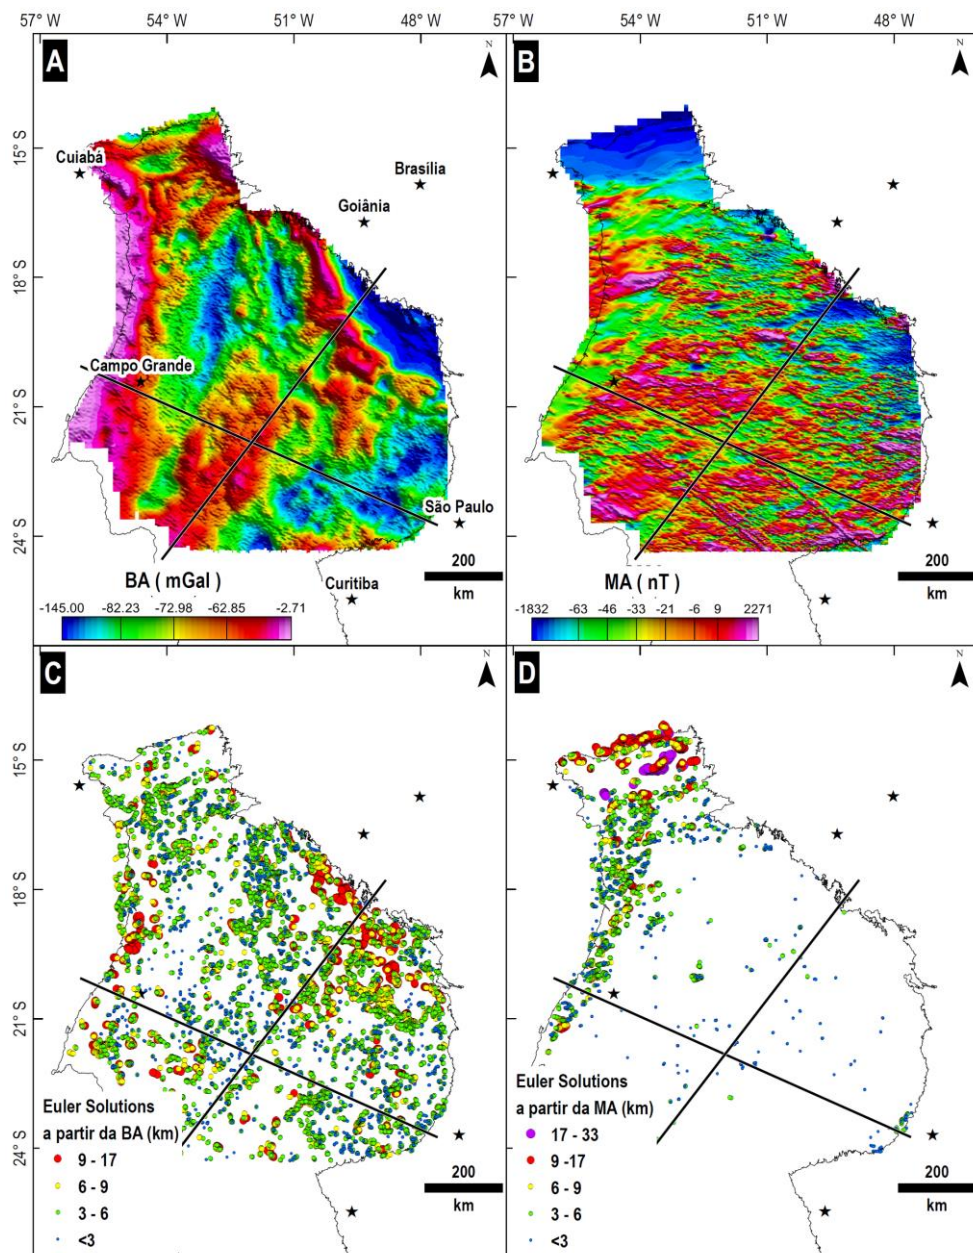 57° W
54° W
51° W
48° W
57° W
54° W
51° W
48° W
A
N
B
N
15° S
Cuiabá
Brasilia
Goiânia
18° S
Campo Grande
21° S
São Paulo
24° S
BA ( mGal)
Curitiba
200
km
-145.00 -82.23 -72.98 -62.85 -2.71
MA ( nT )
200
km
-1832 -63 -46 -33 -21 -6 9 2271
C
N
D
N
15° S
18° S
21° S
24° S
Euler Solutions
a partir da BA (km)
9 - 17
6 - 9
3 - 6
<3
200
km
Euler Solutions
a partir da MA (km)
17 - 33
9 -17
6 - 9
3 - 6
<3
200
km